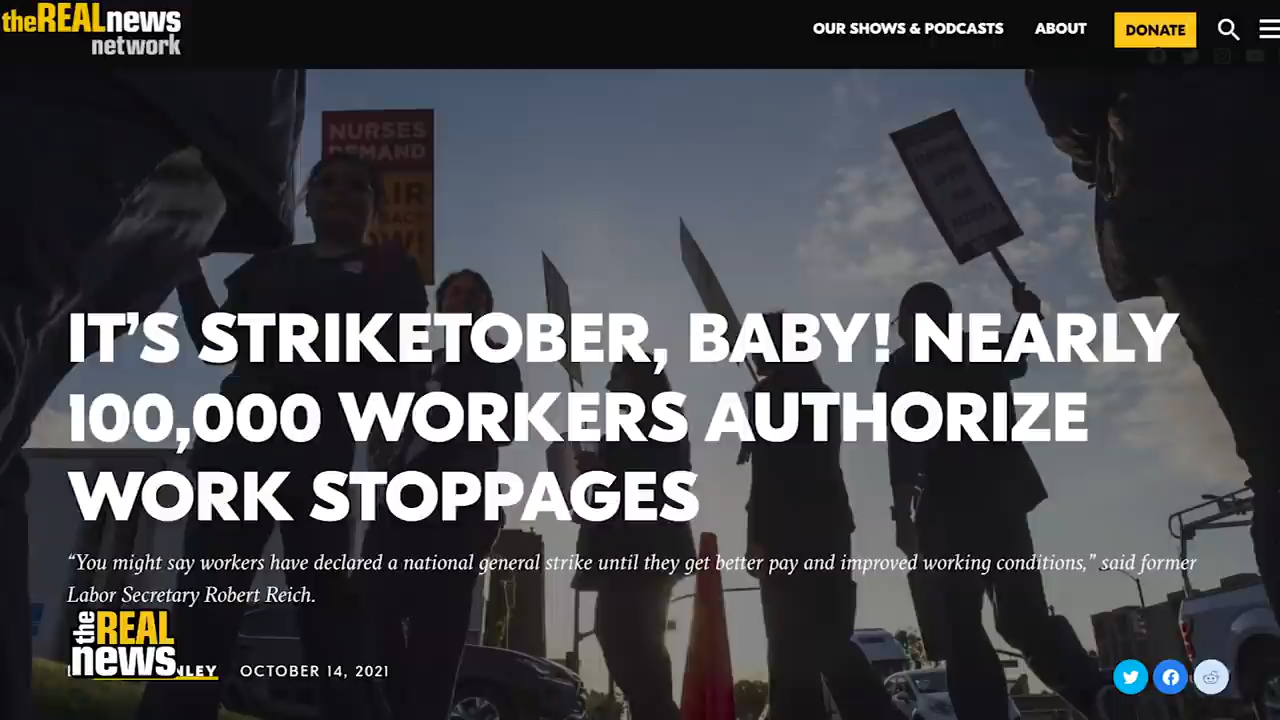 theREALnews
network
OUR SHOWS & PODCASTS
ABOUT
DONATE
NURSES
DEMAND
IT’S STRIKETOBER, BABY! NEARLY
100,000 WORKERS AUTHORIZE
WORK STOPPAGES
“You might say workers have declared a national general strike until they get better pay and improved working conditions,” said former
Labor Secretary Robert Reich.
the REAL
news
OCTOBER 14, 2021